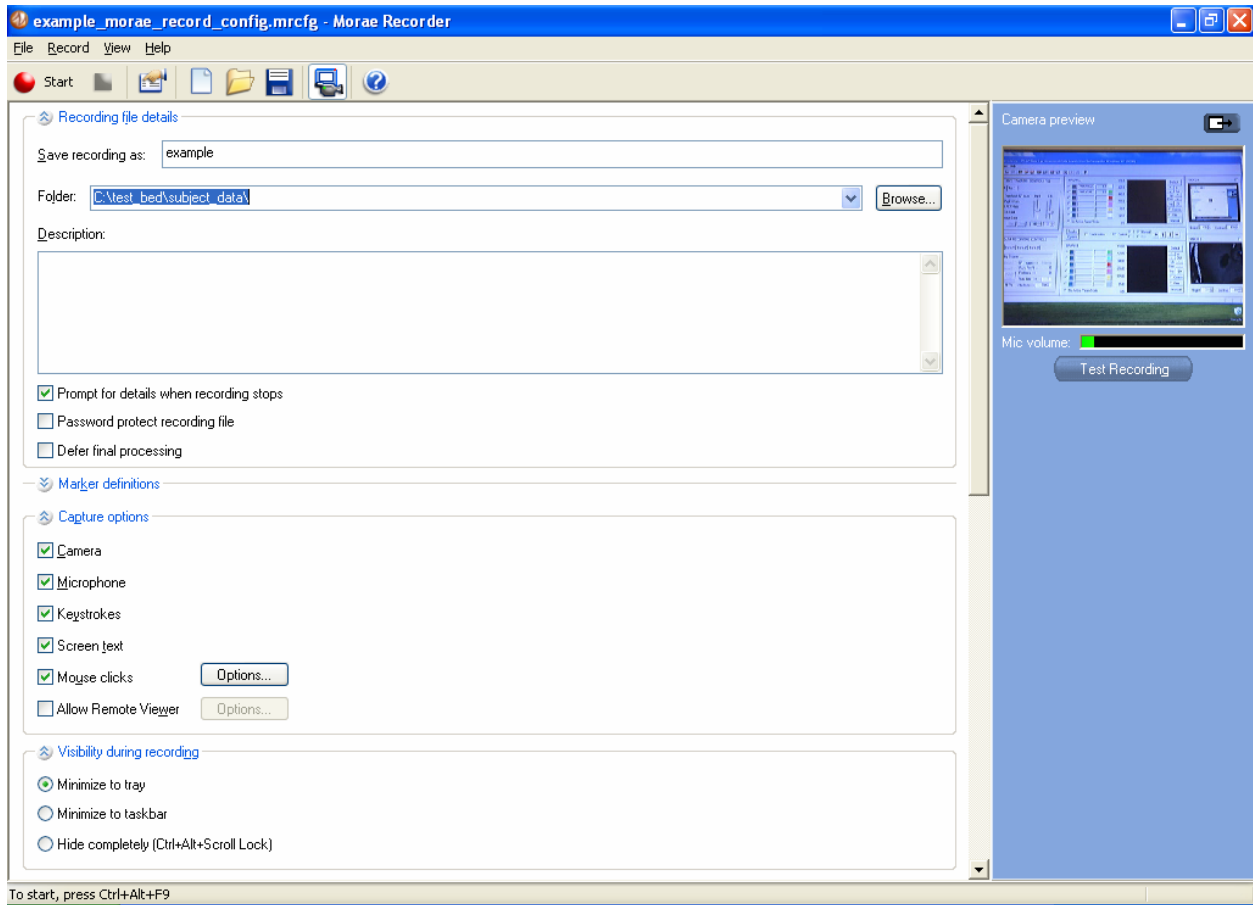 example_morae_record_config.mrcfg - Morae Recorder
File Record View Help
Start
Recording file details
Save recording as: example
Folder: C:\test_bed\subject_data\ Browse...
Description:
Prompt for details when recording stops
Password protect recording file
Defer final processing
Marker definitions
Capture options
Camera
Microphone
Keystrokes
Screen text
Mouse clicks Options...
Allow Remote Viewer Options...
Visibility during recording
Minimize to tray
Minimize to taskbar
Hide completely (Ctrl+Alt+Scroll Lock)
Camera preview
Mic volume:
Test Recording
To start, press Ctrl+Alt+F9